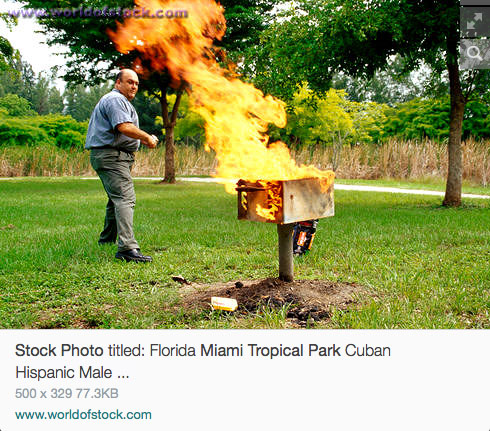 www.worldofstock.com
Stock Photo titled: Florida Miami Tropical Park Cuban
Hispanic Male ...
500 x 329 77.3KB
www.worldofstock.com